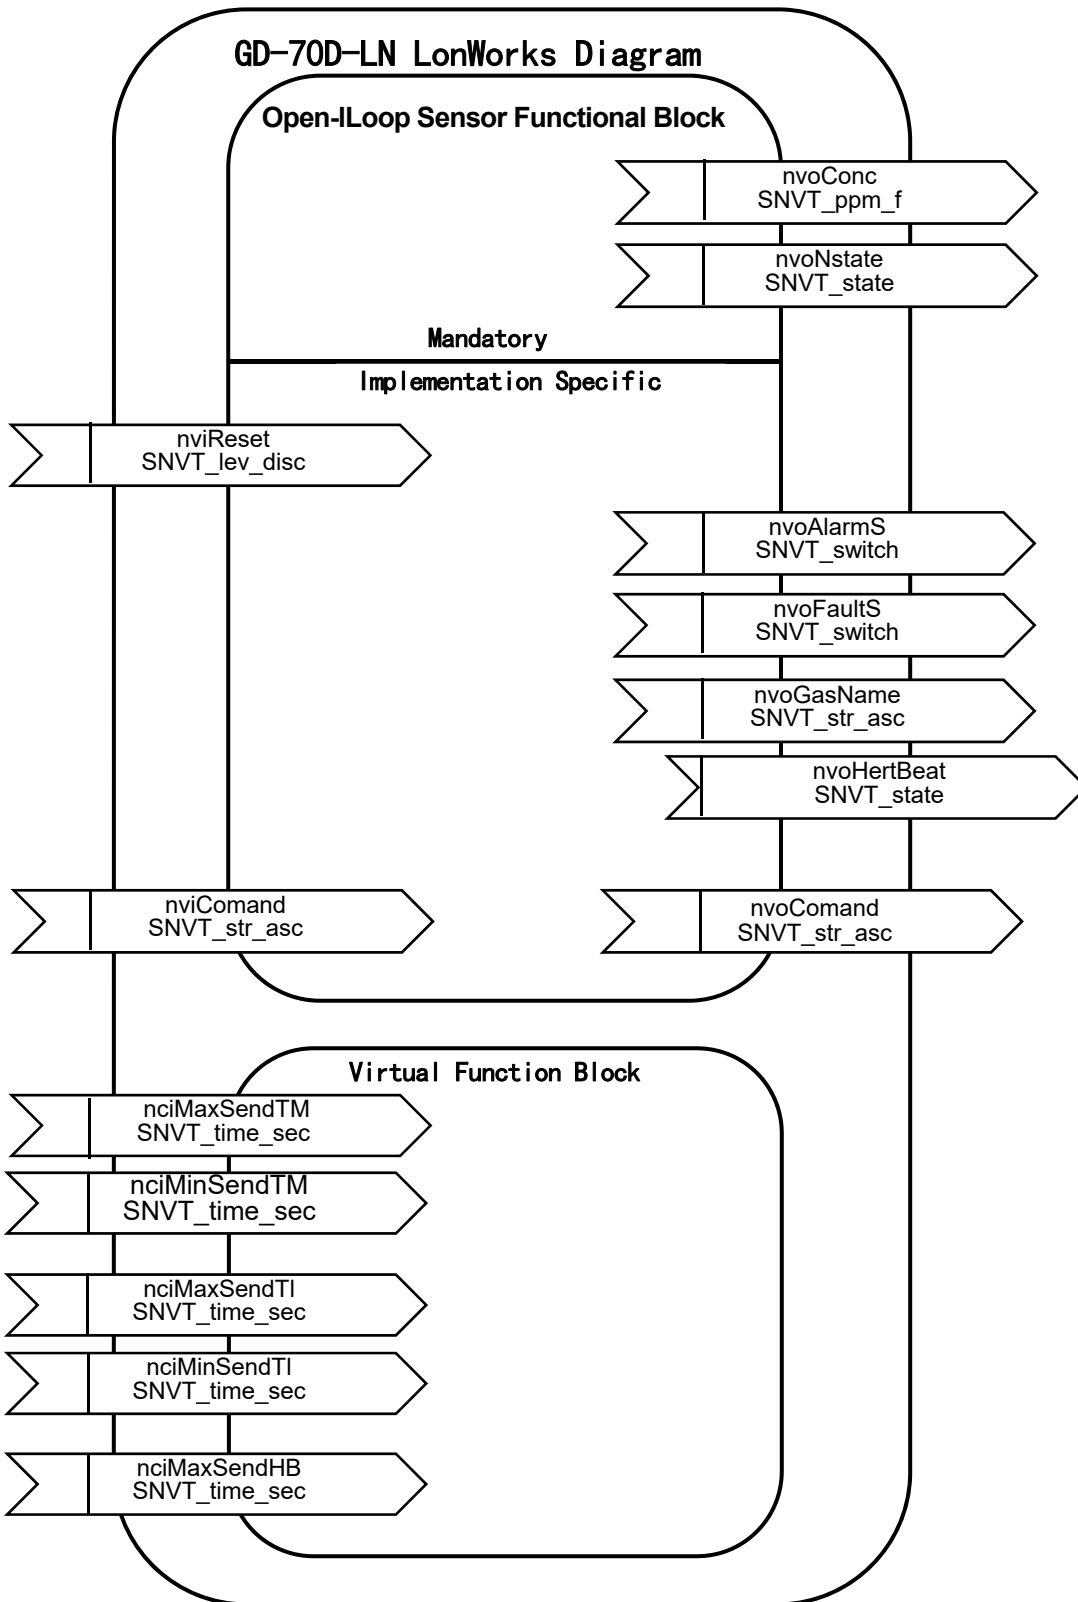 GD-70D-LN LonWorks Diagram
Open-lLoop Sensor Functional Block
nvoConc
SNVT_ppm_f
nvoNstate
SNVT_state
Mandatory
Implementation Specific
nviReset
SNVT_lev_disc
nvoAlarmS
SNVT_switch
nvoFaultS
SNVT_switch
nvoGasName
SNVT_str_asc
nvoHertBeat
SNVT_state
nviComand
SNVT_str_asc
nvoComand
SNVT_str_asc
Virtual Function Block
nciMaxSendTM
SNVT_time_sec
nciMinSendTM
SNVT_time_sec
nciMaxSendTI
SNVT_time_sec
nciMinSendTI
SNVT_time_sec
nciMaxSendHB
SNVT_time_sec